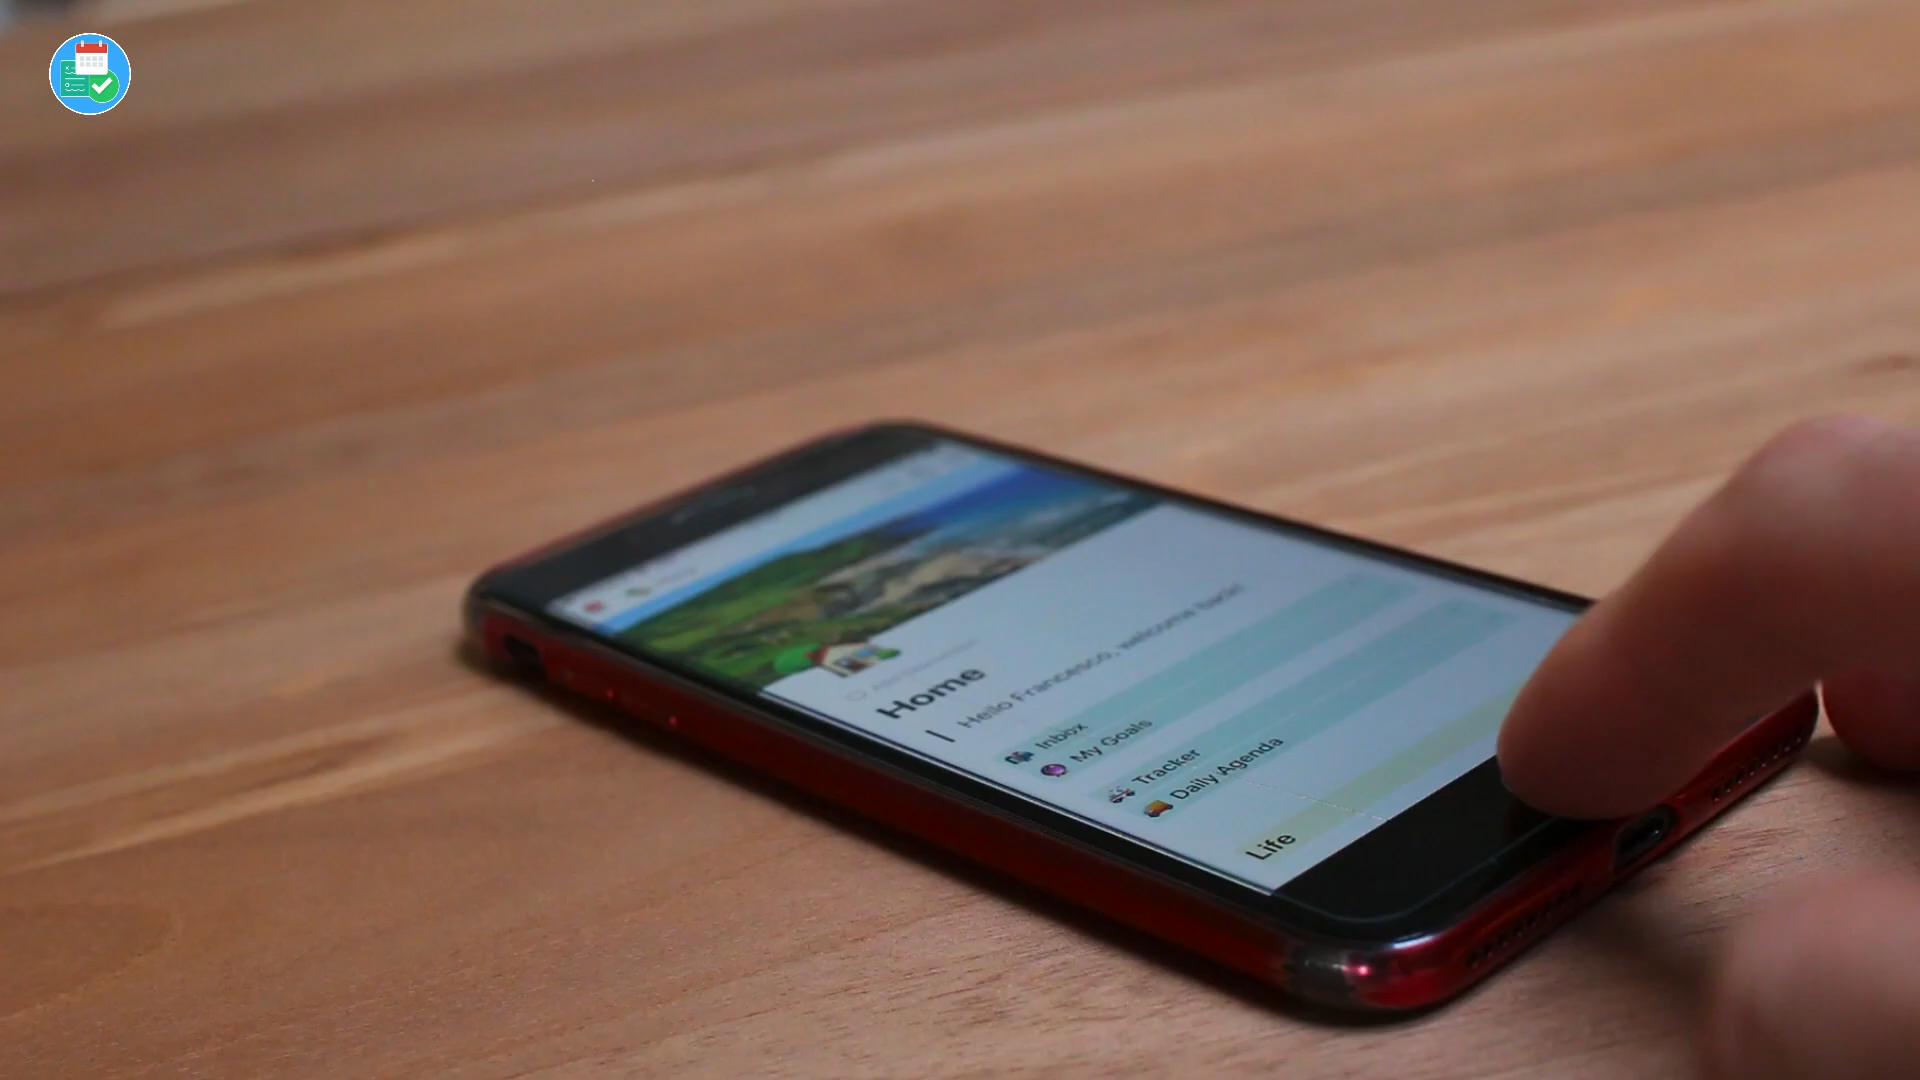 Home
Hello Francesco, welcome back!
Inbox
My Goals
Tracker
Daily Agenda
Life